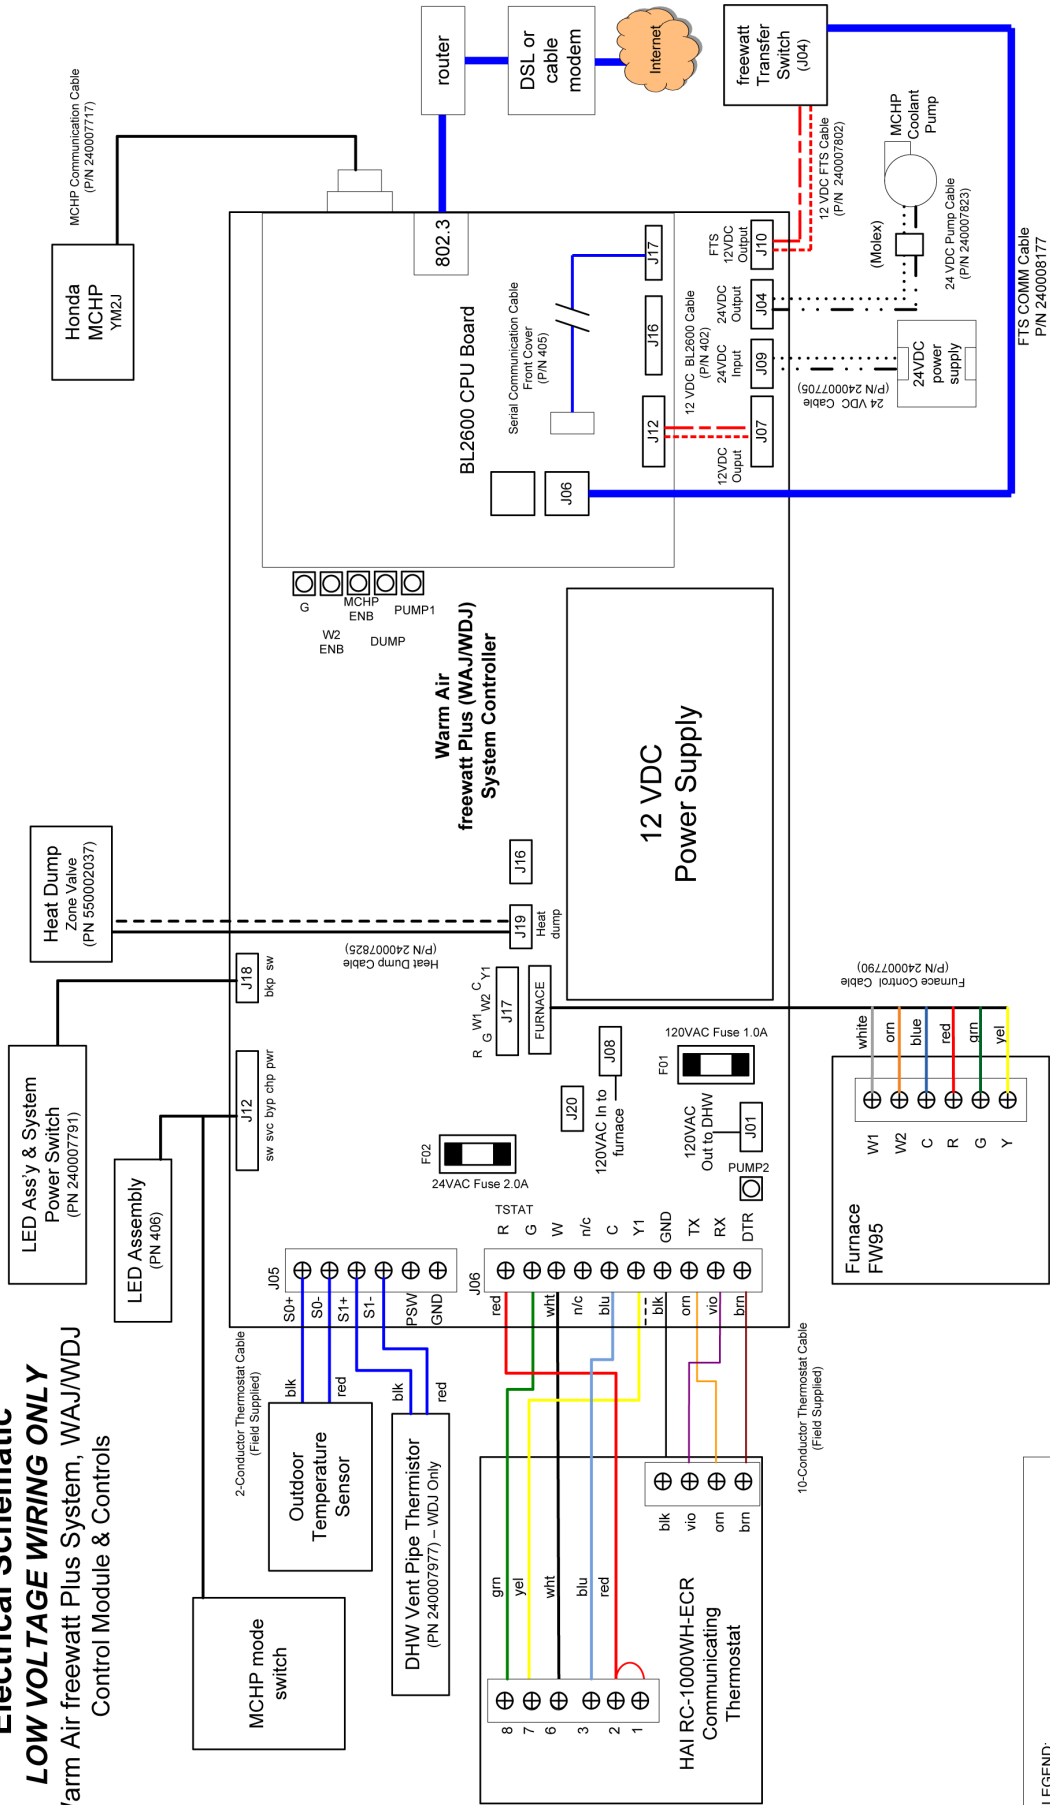 Electrical Schematic
LOW VOLTAGE WIRING ONLY
Warm Air freewatt Plus System, WAJ/WDJ
Control Module & Controls
MCHP mode
switch
LED Ass'y & System
Power Switch
(PN 240007791)
LED Assembly
(PN 406)
Heat Dump
Zone Valve
(PN 550002037)
Honda
MCHP
YM2J
MCHP Communication Cable
(P/N 240007717)
router
DSL or
cable
modem
Internet
freewatt
Transfer
Switch
(J04)
802.3
2-Conductor Thermostat Cable
(Field Supplied)
Outdoor
Temperature
Sensor
blk
red
DHW Vent Pipe Thermistor
(PN 240007977) – WDJ Only
blk
red
J05
S0+
S0-
S1+
S1-
PSW
GND
J12
sw svc byp chp pwr
J18
bkp sw
Heat Dump Cable
(P/N 240007825)
J19
Heat
dump
J16
G
W2
ENB
MCHP
ENB
DUMP
PUMP1
Warm Air
freewatt Plus (WAJ/WDJ)
System Controller
BL2600 CPU Board
Serial Communication Cable
Front Cover
(P/N 405)
J06
J12
J16
J17
12 VDC BL2600 Cable
(P/N 402)
12VDC
Ouput
J07
24VDC
Input
J09
24VDC
Output
J04
FTS
12VDC
Output
J10
12 VDC FTS Cable
(P/N 240007802)
MCHP
Coolant
Pump
(Molex)
24 VDC Pump Cable
(P/N 240007823)
24VDC
power
supply
24 VDC Cable
(P/N 240007705)
FTS COMM Cable
P/N 240008177
12 VDC
Power Supply
R
G
W1
W2
C
Y1
J17
FURNACE
J08
120VAC In to
furnace
J20
F01
120VAC Fuse 1.0A
F02
24VAC Fuse 2.0A
120VAC
Out to DHW
J01
PUMP2
J06
TSTAT
R
G
W
n/c
C
Y1
GND
TX
RX
DTR
red
wht
n/c
blu
blk
orn
vio
brn
10-Conductor Thermostat Cable
(Field Supplied)
grn
yel
wht
blu
red
8
7
6
3
2
1
blk
vio
orn
brn
HAI RC-1000WH-ECR
Communicating
Thermostat
Furnace Control Cable
(P/N 240007790)
white
orn
blue
red
grn
yel
W1
W2
C
R
G
Y
Furnace
FW95
LEGEND: